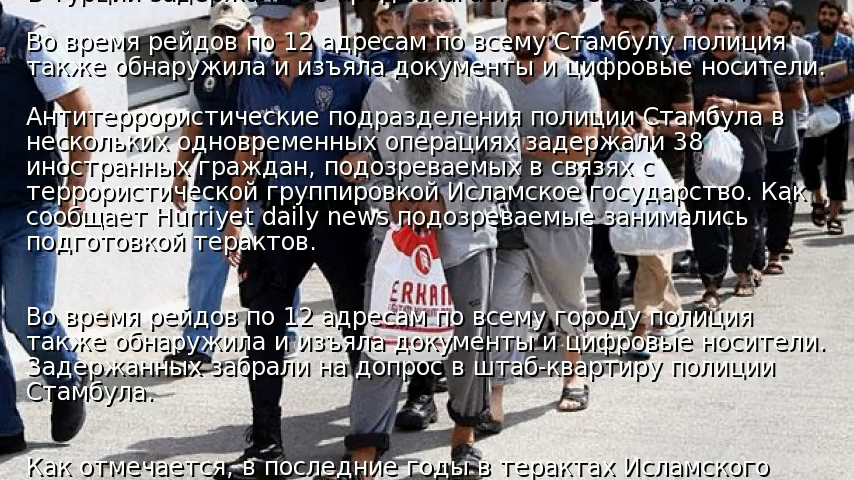 Во время рейдов по 12 адресам по всему Стамбулу полиция
также обнаружила и изъяла документы и цифровые носители.
Антитеррористические подразделения полиции Стамбула в
нескольких одновременных операциях задержали 38
иностранных граждан, подозреваемых в связях с
террористической группировкой Исламское государство. Как
сообщает Hurriyet daily news подозреваемые занимались
подготовкой терактов.
Во время рейдов по 12 адресам по всему городу полиция
также обнаружила и изъяла документы и цифровые носители.
Задержанных забрали на допрос в штаб-квартиру полиции
Стамбула.
Как отмечается, в последние годы в терактах Исламского
ERKAN